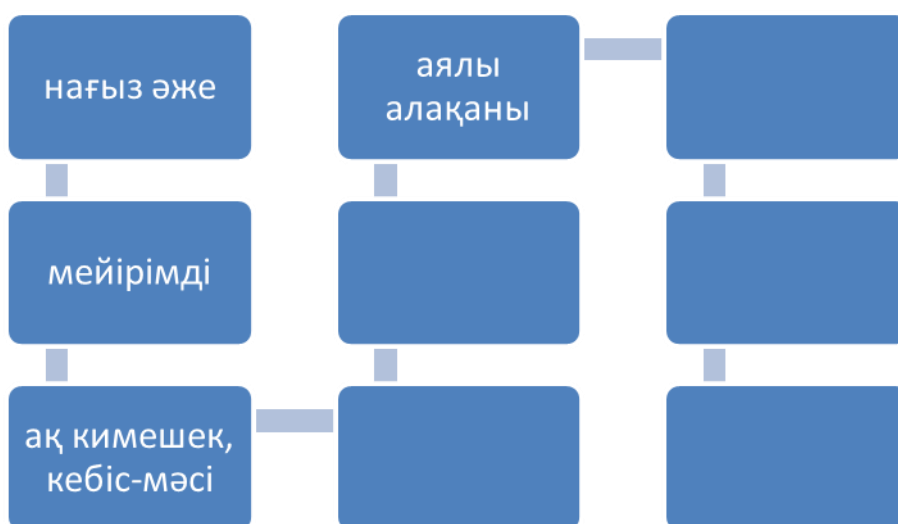 нағыз әже
мейірімді
ақ кимешек,
кебіс-мәсі
аялы
алақаны